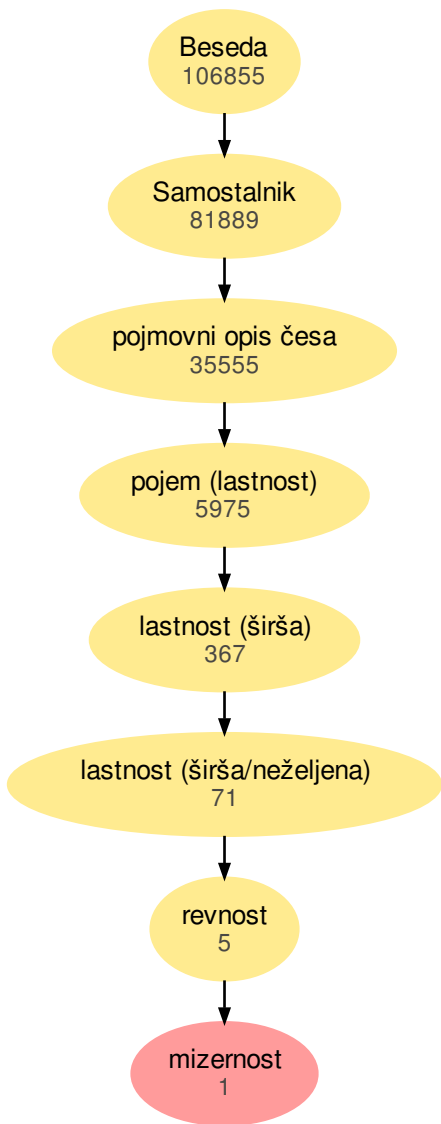 Beseda
106855
Samostalnik
81889
pojmovni opis česa
35555
pojem (lastnost)
5975
lastnost (širša)
367
lastnost (širša/neželjena)
71
revnost
5
mizernost
1